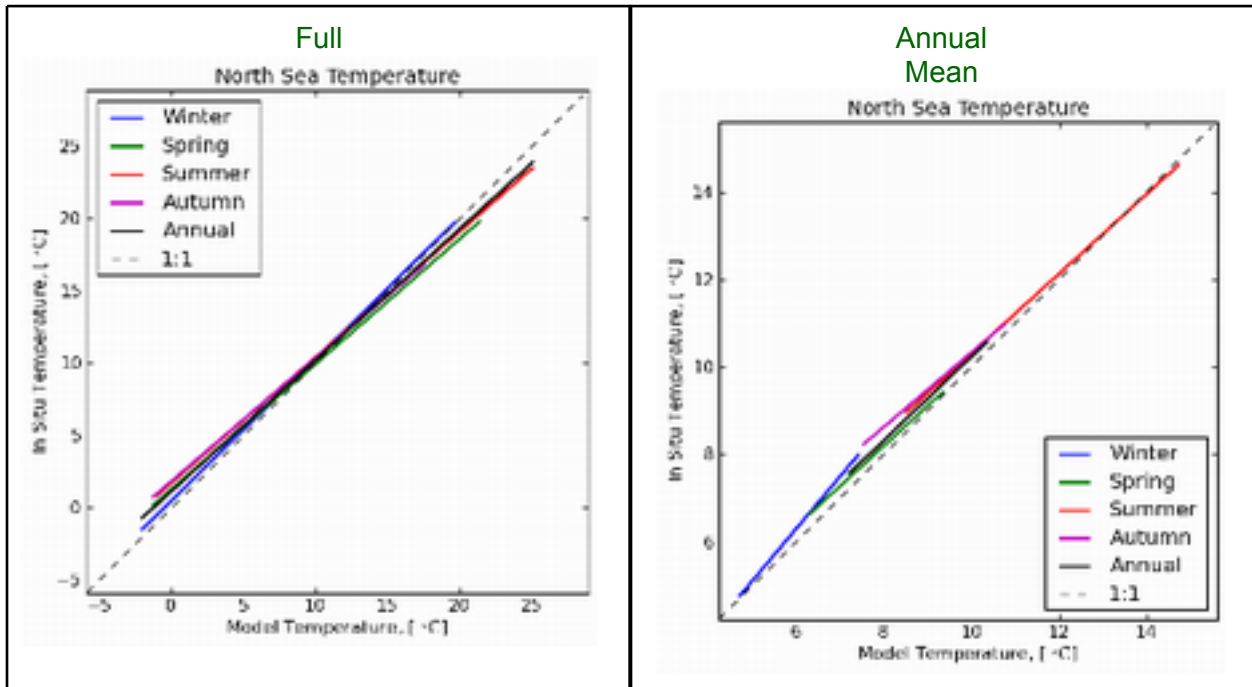 Full
North Sea Temperature
Winter
Spring
Summer
Autumn
Annual
1:1
In Situ Temperature, [ °C]
25
20
15
10
5
0
−5
−5 0 5 10 15 20 25
Model Temperature, [ °C]
Annual
Mean
North Sea Temperature
In Situ Temperature, [ °C]
14
12
10
8
6
Winter
Spring
Summer
Autumn
Annual
1:1
6 8 10 12 14
Model Temperature, [ °C]